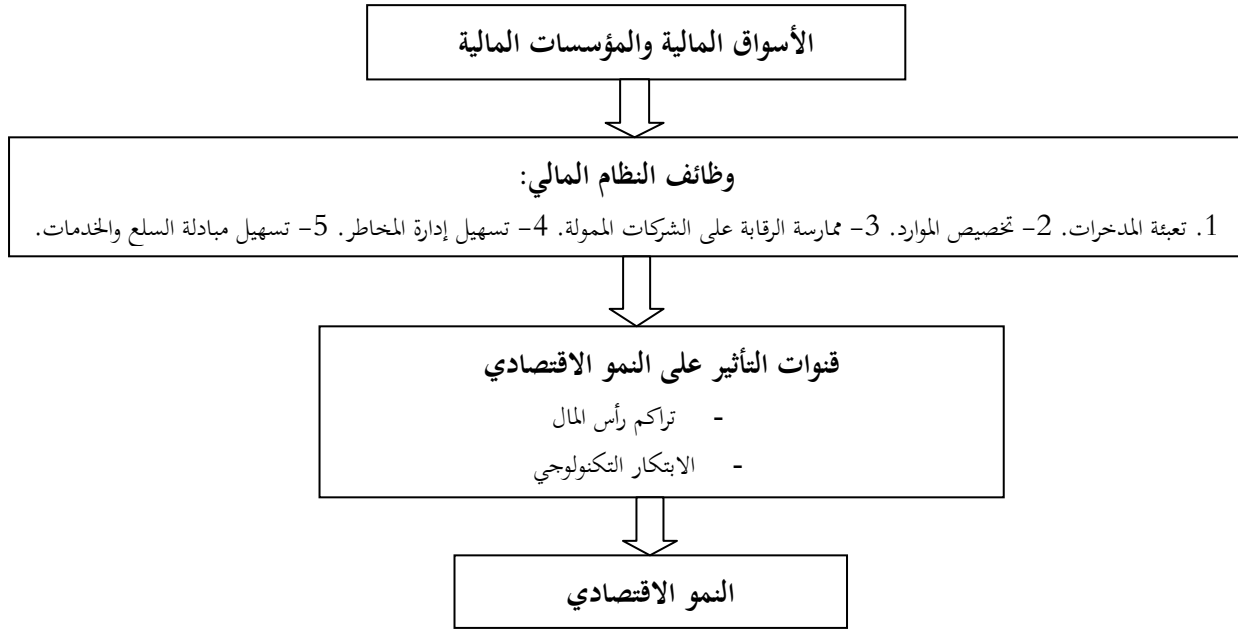 الأسواق المالية والمؤسسات المالية
وظائف النظام المالي:
1. تعبئة المدخرات. 2- تخصيص الموارد. 3- ممارسة الرقابة على الشركات الممولة. 4- تسهيل إدارة المخاطر. 5- تسهيل مبادلة السلع والخدمات.
قنوات التأثير على النمو الاقتصادي
- تراكم رأس المال
- الابتكار التكنولوجي
النمو الاقتصادي